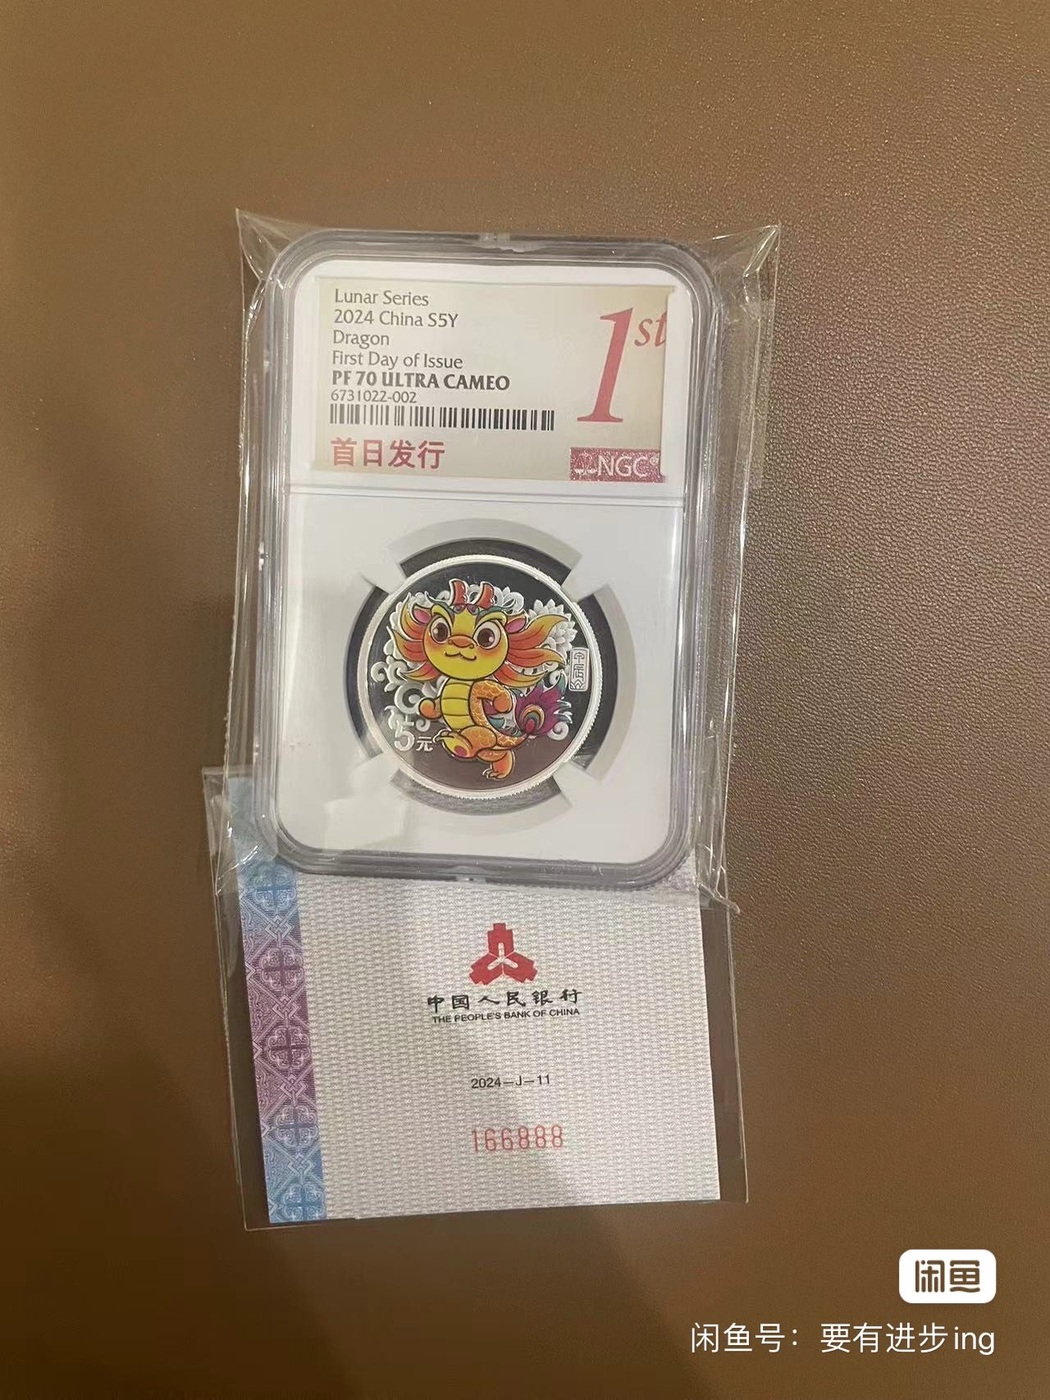 Lunar Series
2024 China S5Y
Dragon
First Day of Issue
PF 70 ULTRA CAMEO
6731022-002
首日发行
1st
NGC
5元
中国人民银行
THE PEOPLE'S BANK OF CHINA
2024—J—11
166888
闲鱼
闲鱼号：要有进步ing